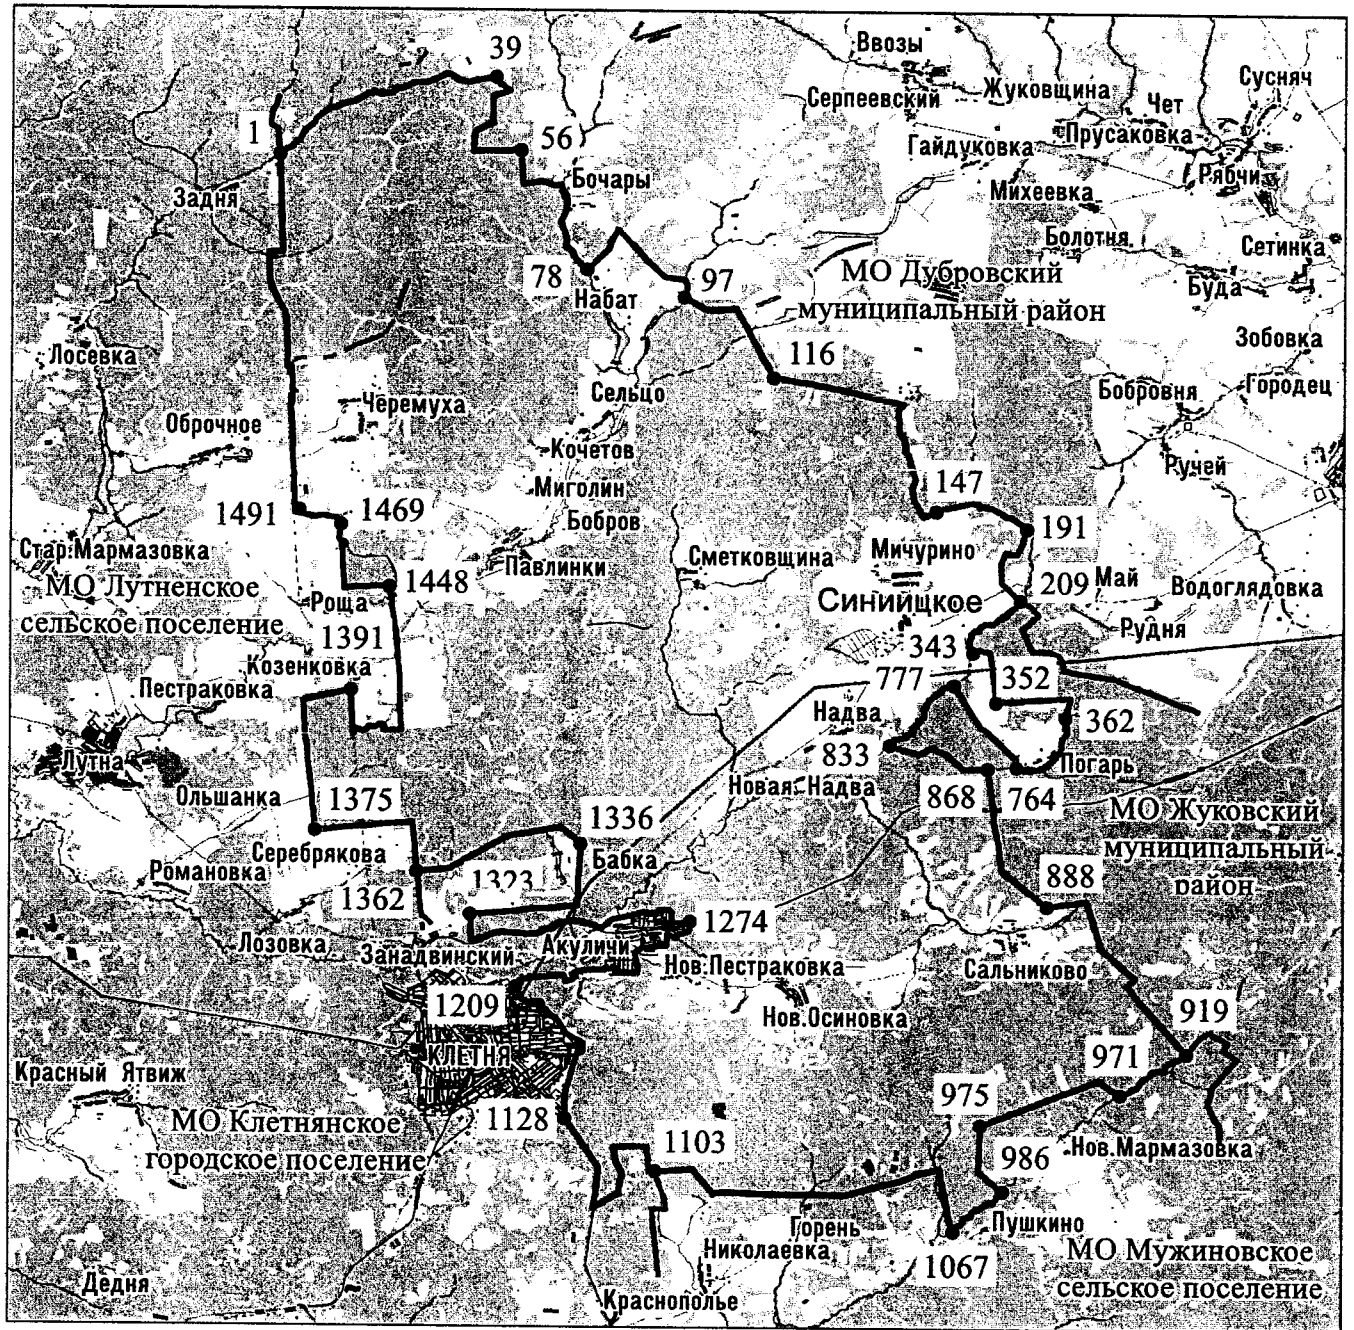 39
Ввозы
Жуковщина
Сусняч
Серпеевский
Чет
1
56
Прусаковка
Гайдуковка
Рябчи
Бочары
Задня
Михеевка
Болотня
Сетинка
78
97
МО Дубровский
муниципальный район
Набат
Буда
Зобовка
Лосевка
116
Сельцо
Бобровня
Городец
Черемуха
Оброчное
Кочетов
Ручей
Миголин
147
1491
1469
Бобров
191
Стар.Мармазовка
Павлинки
Сметковщина
Мичурино
1448
209
Май
Водоглядовка
МО Лутненское
сельское поселение
Роща
Рудня
1391
343
Козенковка
777
352
Пестраковка
Надва
362
833
Лутна
Погарь
Новая. Надва
868
764
Ольшанка
1375
1336
МО Жуковский
муниципальный
район
Серебрякова
Бабка
Романовка
1362
1323
888
1274
Лозовка
Занадвинский
Акуличи
Нов.Пестраковка
Сальниково
1209
Нов.Осиновка
919
КЛЕТНЯ
971
Красный Ятвиж
975
МО Клетнянское
городское поселение
1128
1103
Нов.Мармазовка
986
Горень
Пушкино
Николаевка
1067
МО Мужиновское
сельское поселение
Дедня
Краснополье